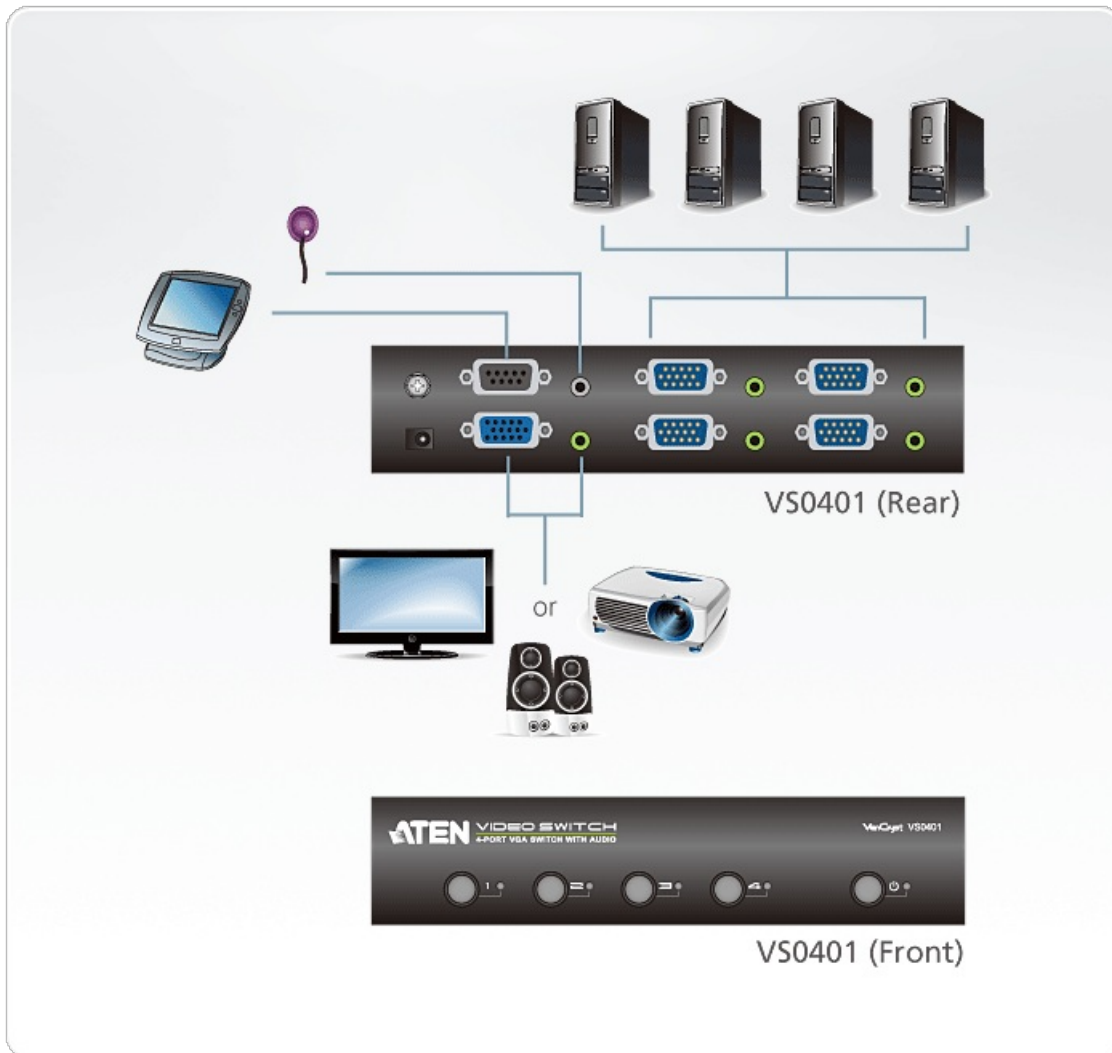 VS0401 (Rear)
or
ATEN VIDEO SWITCH
4-PORT VGA SWITCH WITH AUDIO
VanCryst VS0401
1 2 3 4
VS0401 (Front)